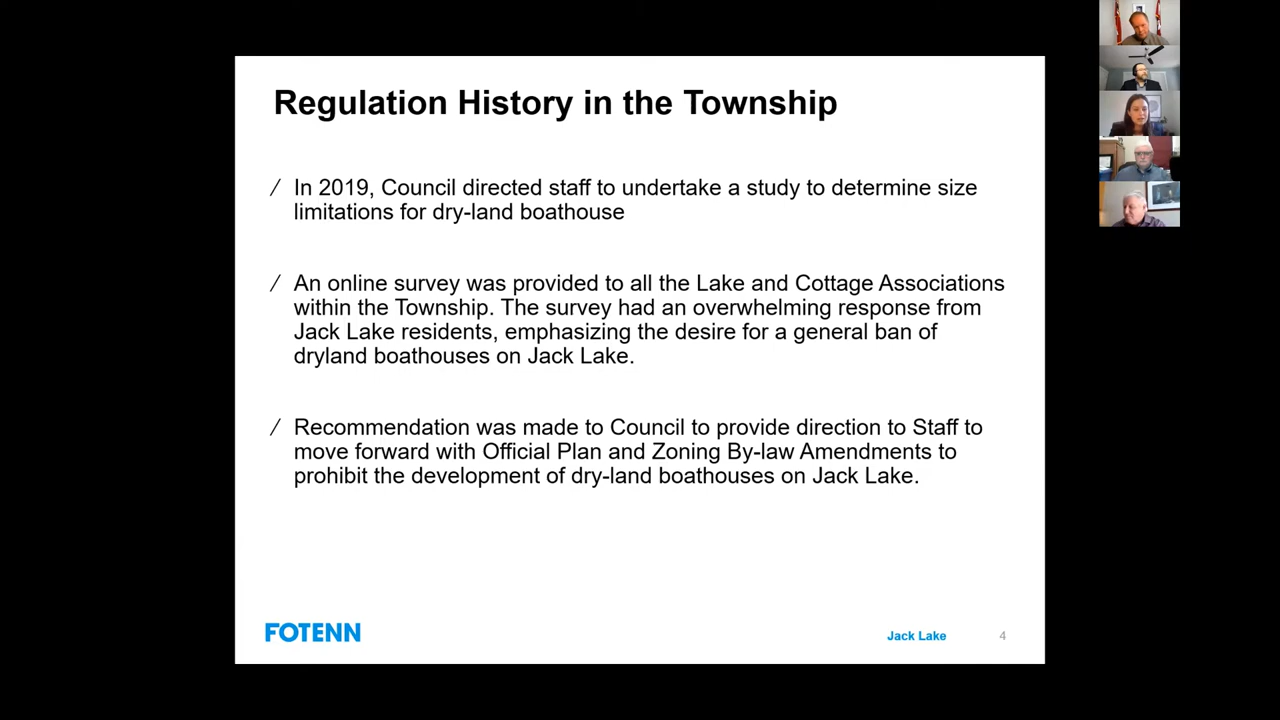 Regulation History in the Township
/ In 2019, Council directed staff to undertake a study to determine size
limitations for dry-land boathouse
/ An online survey was provided to all the Lake and Cottage Associations
within the Township. The survey had an overwhelming response from
Jack Lake residents, emphasizing the desire for a general ban of
dryland boathouses on Jack Lake.
/ Recommendation was made to Council to provide direction to Staff to
move forward with Official Plan and Zoning By-law Amendments to
prohibit the development of dry-land boathouses on Jack Lake.
FOTENN
Jack Lake 4